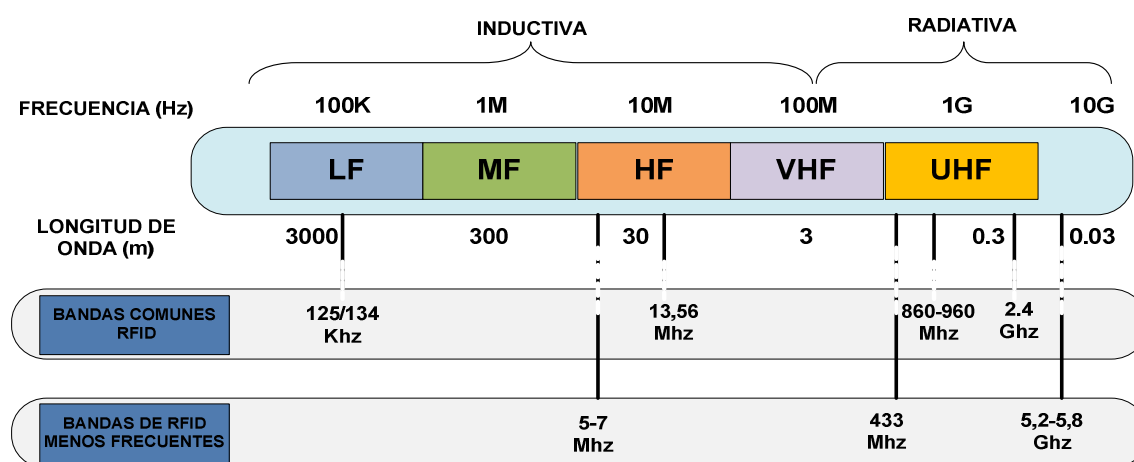 INDUCTIVA
RADIATIVA
FRECUENCIA (Hz) 100K 1M 10M 100M 1G 10G
LF MF HF VHF UHF
LONGITUD DE
ONDA (m)
3000 300 30 3 0.3 0.03
BANDAS COMUNES
RFID
125/134
Khz
13,56
Mhz
860-960
Mhz
2.4
Ghz
BANDAS DE RFID
MENOS FRECUENTES
5-7
Mhz
433
Mhz
5,2-5,8
Ghz